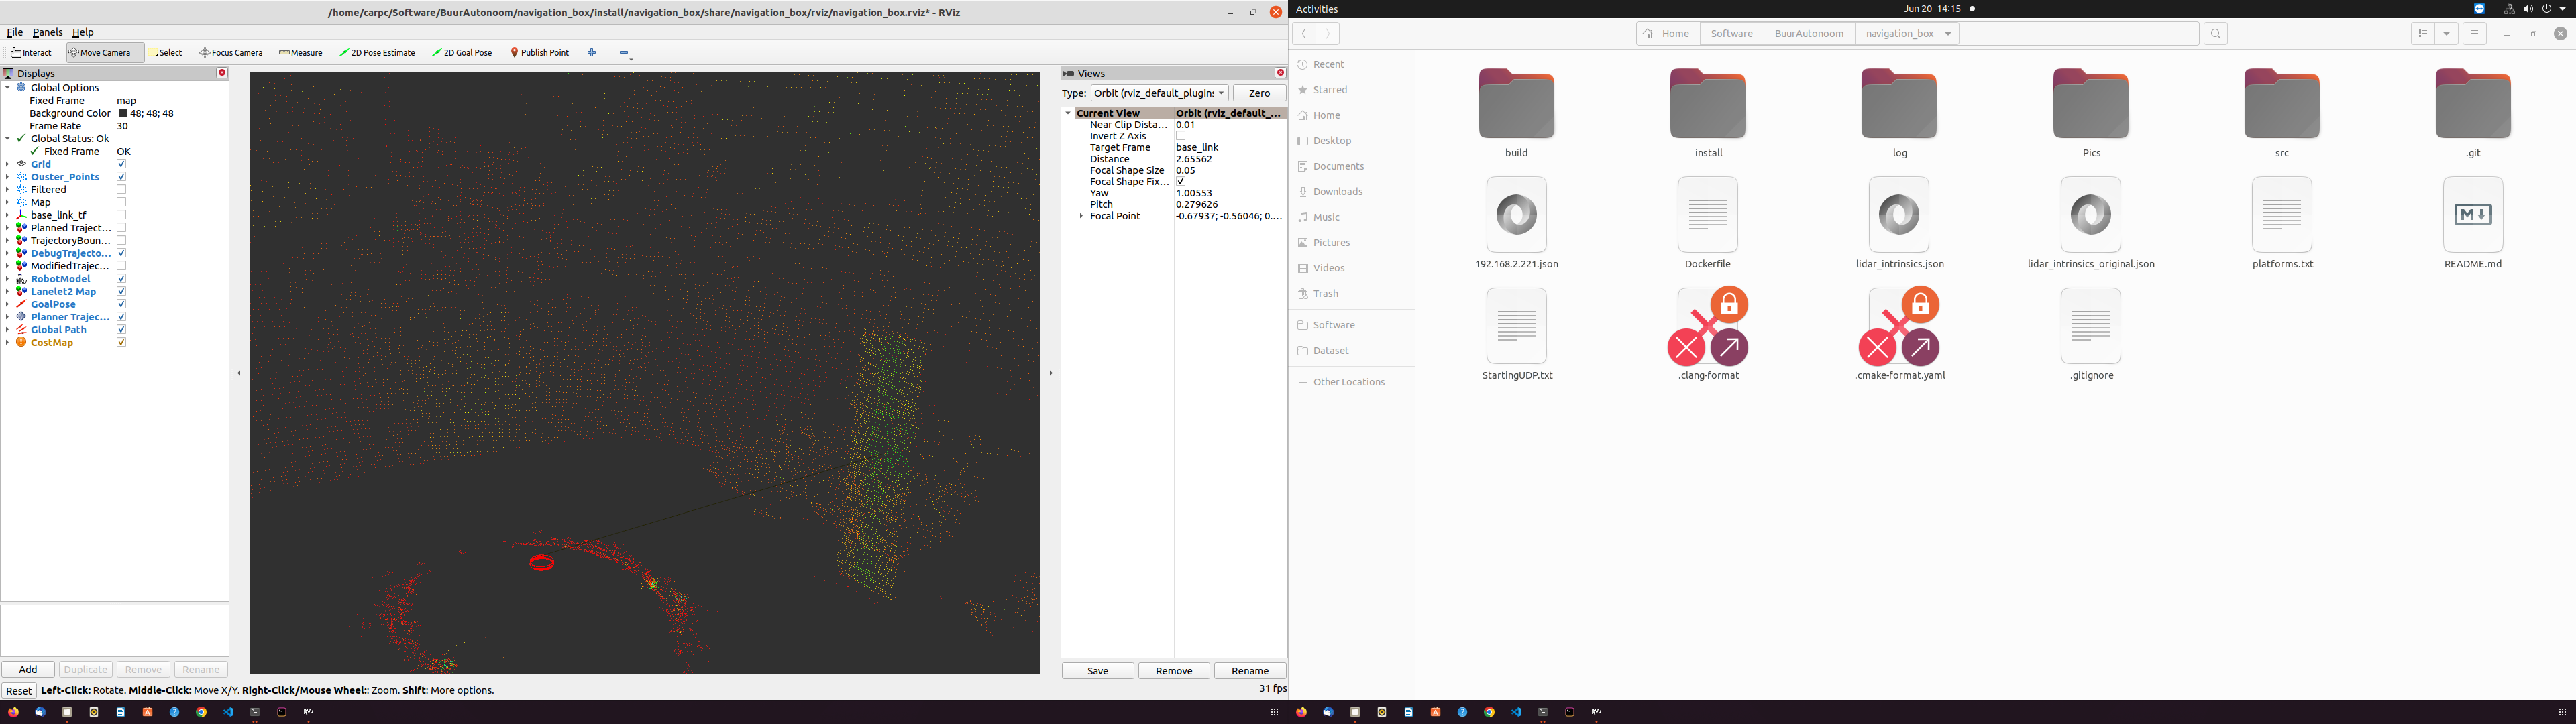 /home/carpc/Software/BuurAutonoom/navigation_box/install/navigation_box/share/navigation_box/rviz/navigation_box.rviz* - RViz
File Panels Help
Interact Move Camera Select Focus Camera Measure 2D Pose Estimate 2D Goal Pose Publish Point
Displays
Global Options
Fixed Frame map
Background Color 48; 48; 48
Frame Rate 30
Global Status: Ok
Fixed Frame OK
Grid
Ouster_Points
Filtered
Map
base_link_tf
Planned Traject...
TrajectoryBoun...
DebugTrajecto...
ModifiedTrajec...
RobotModel
Lanelet2 Map
GoalPose
Planner Trajec...
Global Path
CostMap
Add Duplicate Remove Rename
Reset Left-Click: Rotate. Middle-Click: Move X/Y. Right-Click/Mouse Wheel:: Zoom. Shift: More options.
Views
Type: Orbit (rviz_default_plugins Zero
Current View Orbit (rviz_default_...
Near Clip Dista... 0.01
Invert Z Axis
Target Frame base_link
Distance 2.65562
Focal Shape Size 0.05
Focal Shape Fix...
Yaw 1.00553
Pitch 0.279626
Focal Point -0.67937; -0.56046; 0....
Save Remove Rename
31 fps
Activities Jun 20 14:15
Home Software BuurAutonoom navigation_box
Recent
Starred
Home
Desktop
Documents
Downloads
Music
Pictures
Videos
Trash
Software
Dataset
Other Locations
build install log Pics src .git
192.168.2.221.json Dockerfile lidar_intrinsics.json lidar_intrinsics_original.json platforms.txt README.md
StartingUDP.txt .clang-format .cmake-format.yaml .gitignore